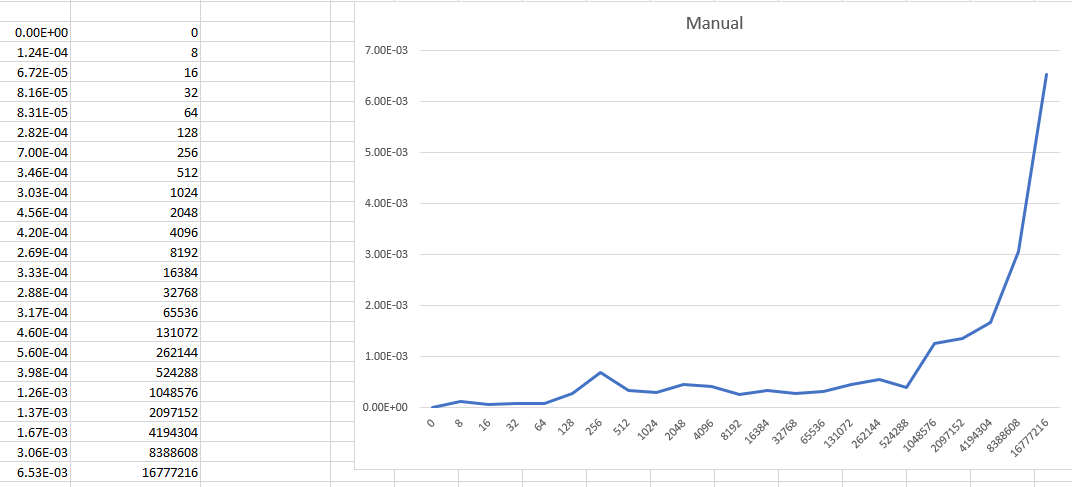 0.00E+00 0
1.24E-04 8
6.72E-05 16
8.16E-05 32
8.31E-05 64
2.82E-04 128
7.00E-04 256
3.46E-04 512
3.03E-04 1024
4.56E-04 2048
4.20E-04 4096
2.69E-04 8192
3.33E-04 16384
2.88E-04 32768
3.17E-04 65536
4.60E-04 131072
5.60E-04 262144
3.98E-04 524288
1.26E-03 1048576
1.37E-03 2097152
1.67E-03 4194304
3.06E-03 8388608
6.53E-03 16777216
Manual
7.00E-03
6.00E-03
5.00E-03
4.00E-03
3.00E-03
2.00E-03
1.00E-03
0.00E+00
0 8 16 32 64 128 256 512 1024 2048 4096 8192 16384 32768 65536 131072 262144 524288 1048576 2097152 4194304 8388608 16777216